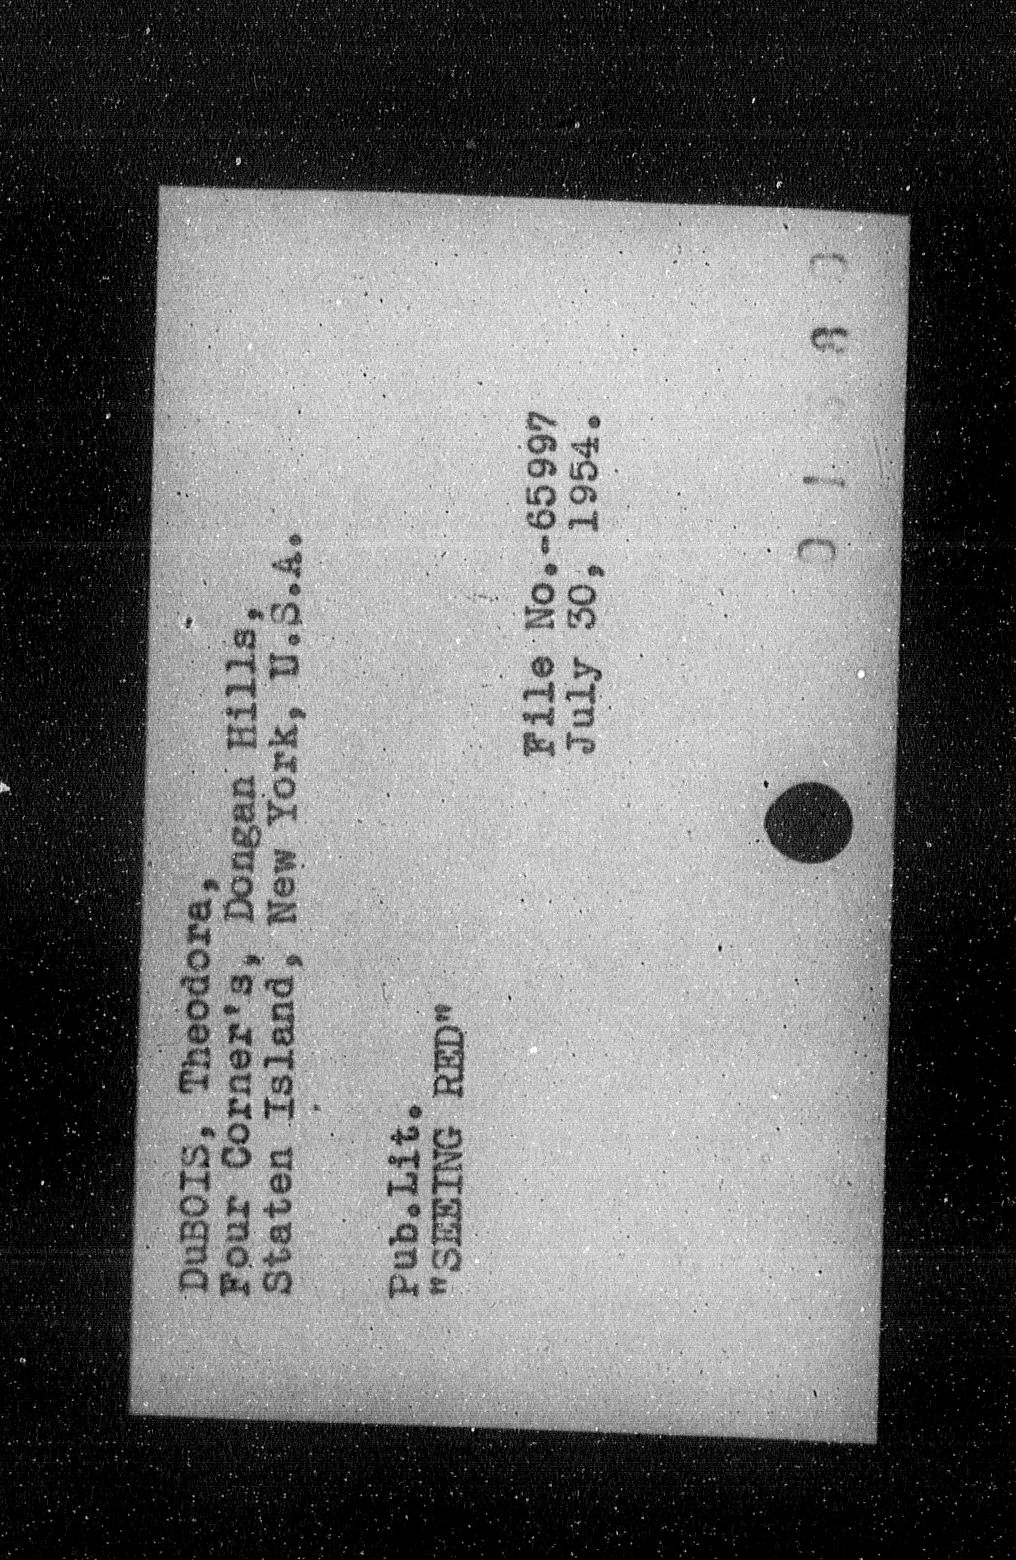 DuBOIS, Theodora,
Four Corner's, Dongan Hills,
Staten Island, New York, U.S.A.
Pub.Lit.
"SEEING RED"
File No.-65997
July 30, 1954.